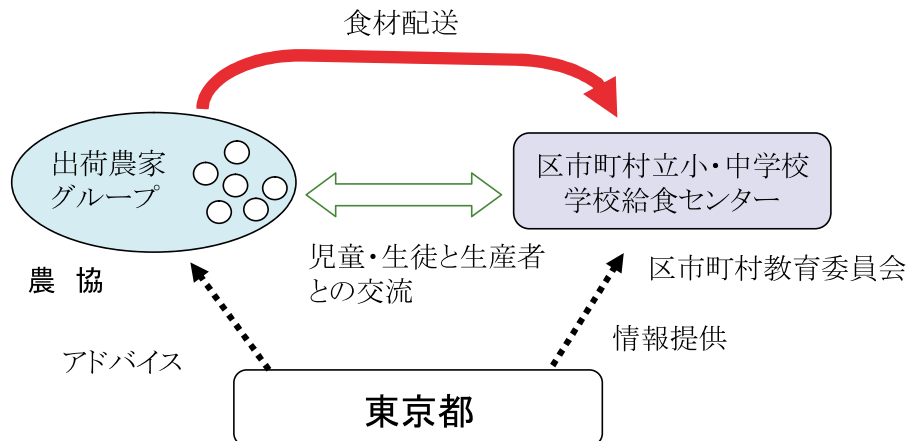 食材配送
出荷農家
グループ
区市町村立小・中学校
学校給食センター
児童・生徒と生産者
との交流
農 協
区市町村教育委員会
アドバイス
情報提供
東京都